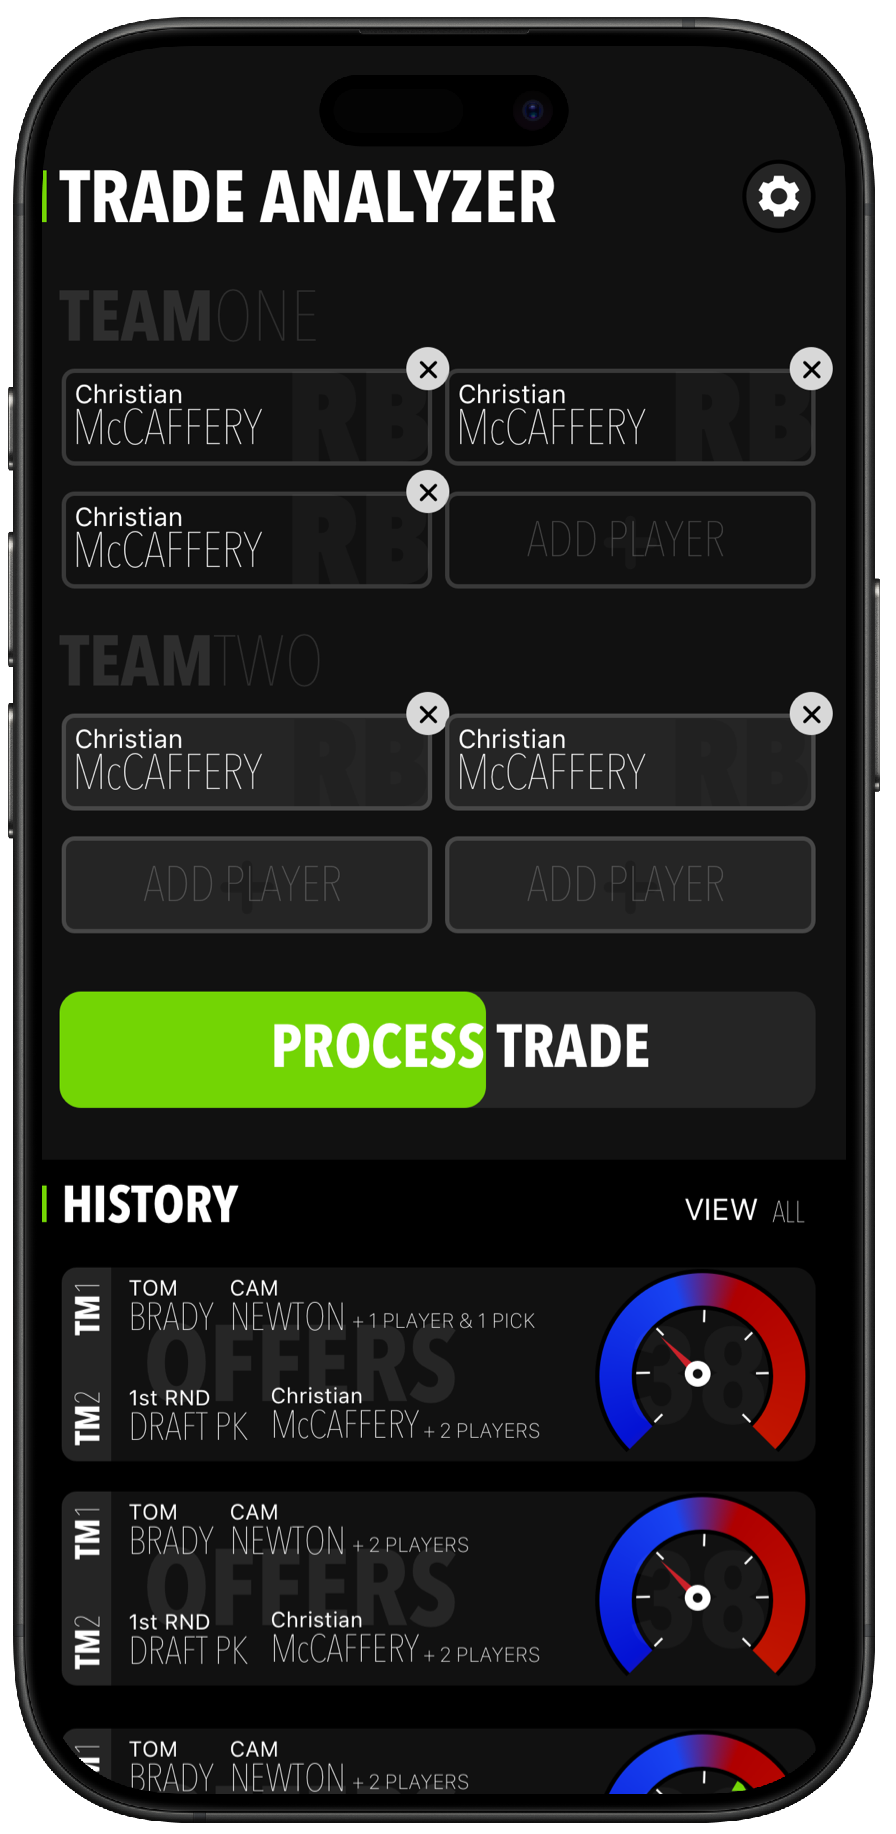 TRADE ANALYZER
TEAMONE
Christian
McCAFFERY
RB
Christian
McCAFFERY
RB
Christian
McCAFFERY
RB
ADD PLAYER
TEAMTWO
Christian
McCAFFERY
RB
Christian
McCAFFERY
RB
ADD PLAYER
ADD PLAYER
PROCESS TRADE
HISTORY
VIEW ALL
TM1
TOM
BRADY
CAM
NEWTON + 1 PLAYER & 1 PICK
OFFERS
TM2
1st RND
DRAFT PK
Christian
McCAFFERY + 2 PLAYERS
38
TM1
TOM
BRADY
CAM
NEWTON + 2 PLAYERS
OFFERS
TM2
1st RND
DRAFT PK
Christian
McCAFFERY + 2 PLAYERS
38
TOM
BRADY
CAM
NEWTON + 2 PLAYERS